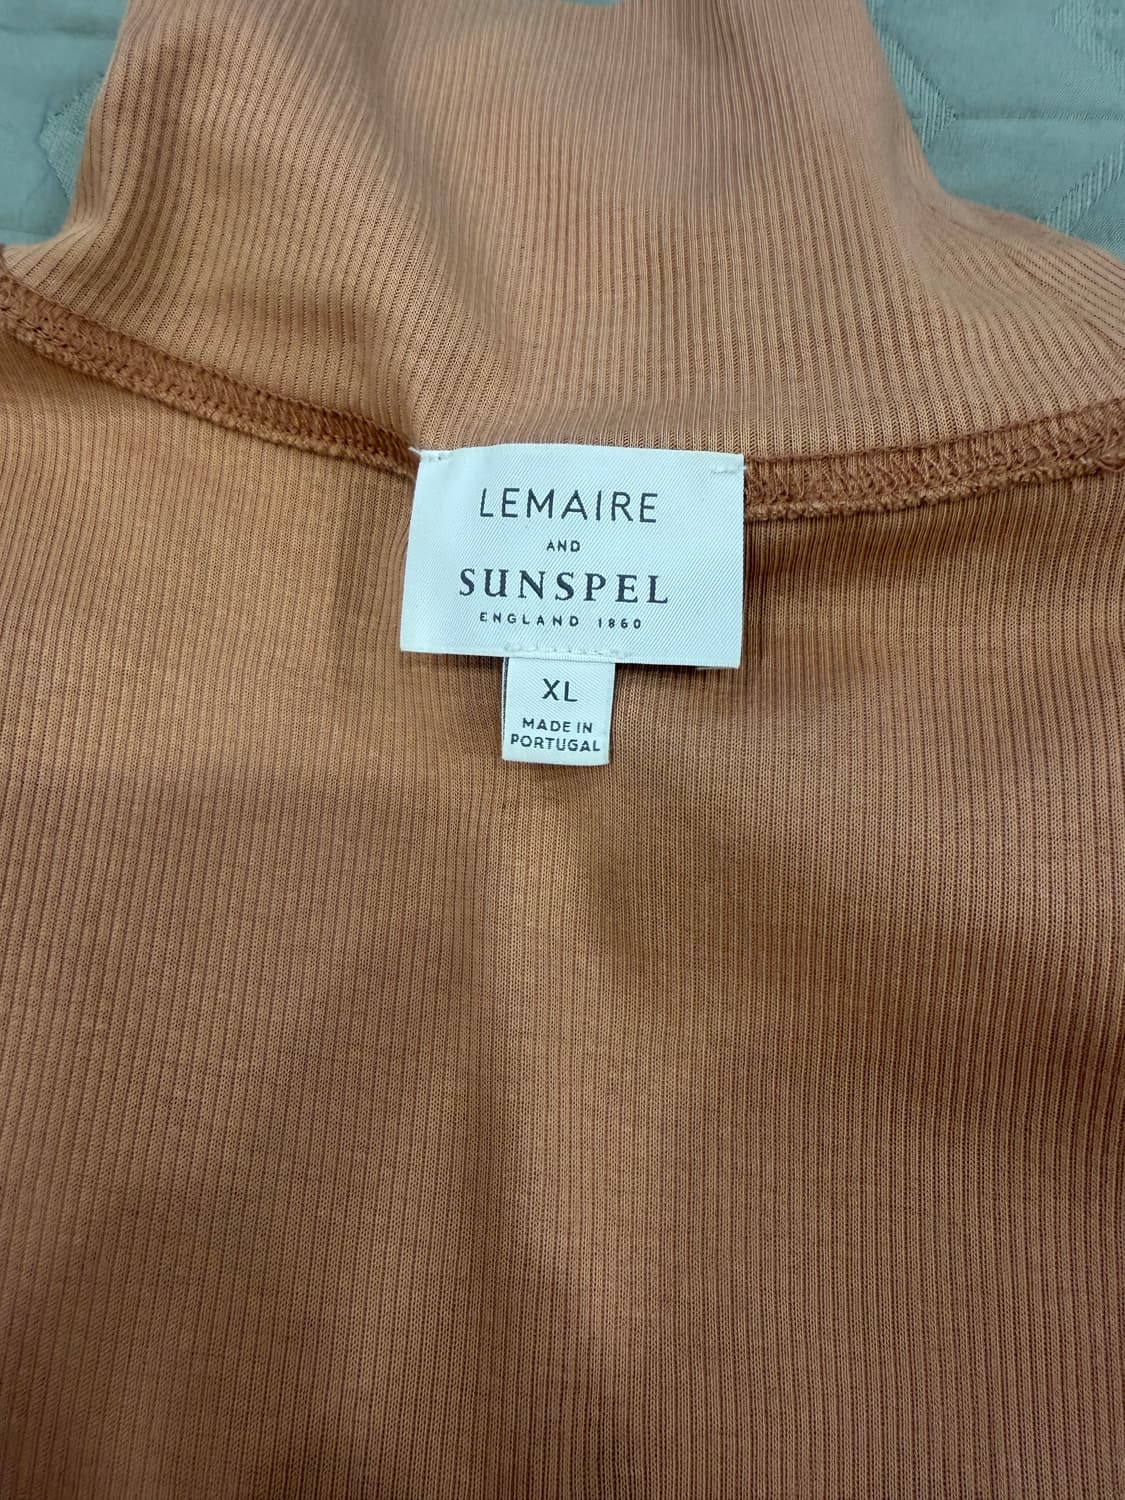 LEMAIRE
AND
SUNSPEL
ENGLAND 1860
XL
MADE IN
PORTUGAL